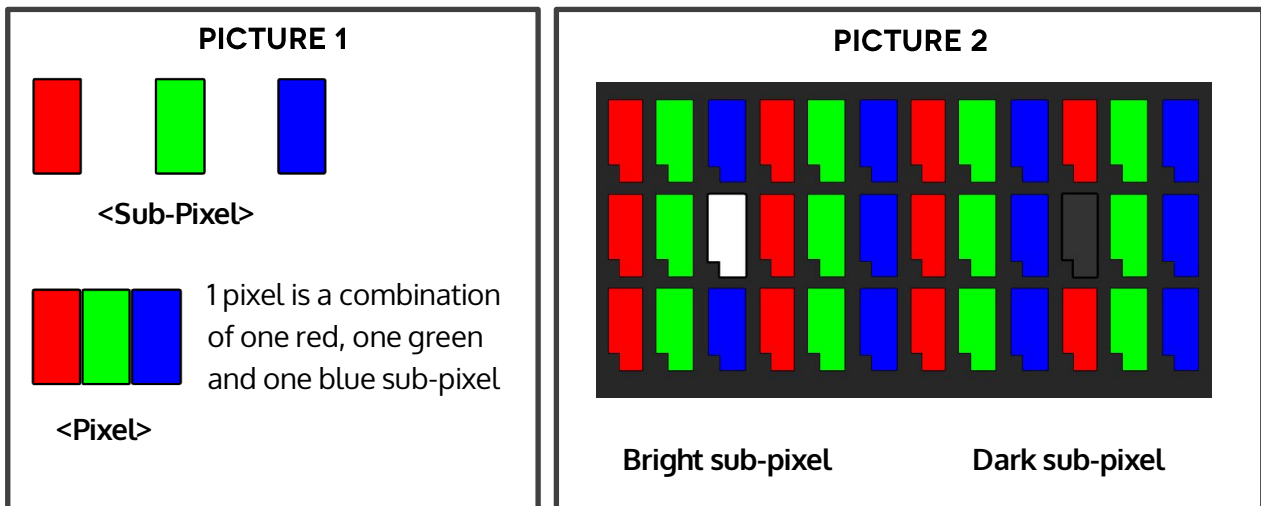 PICTURE 1
<Sub-Pixel>
1 pixel is a combination
of one red, one green
and one blue sub-pixel
<Pixel>
PICTURE 2
Bright sub-pixel
Dark sub-pixel